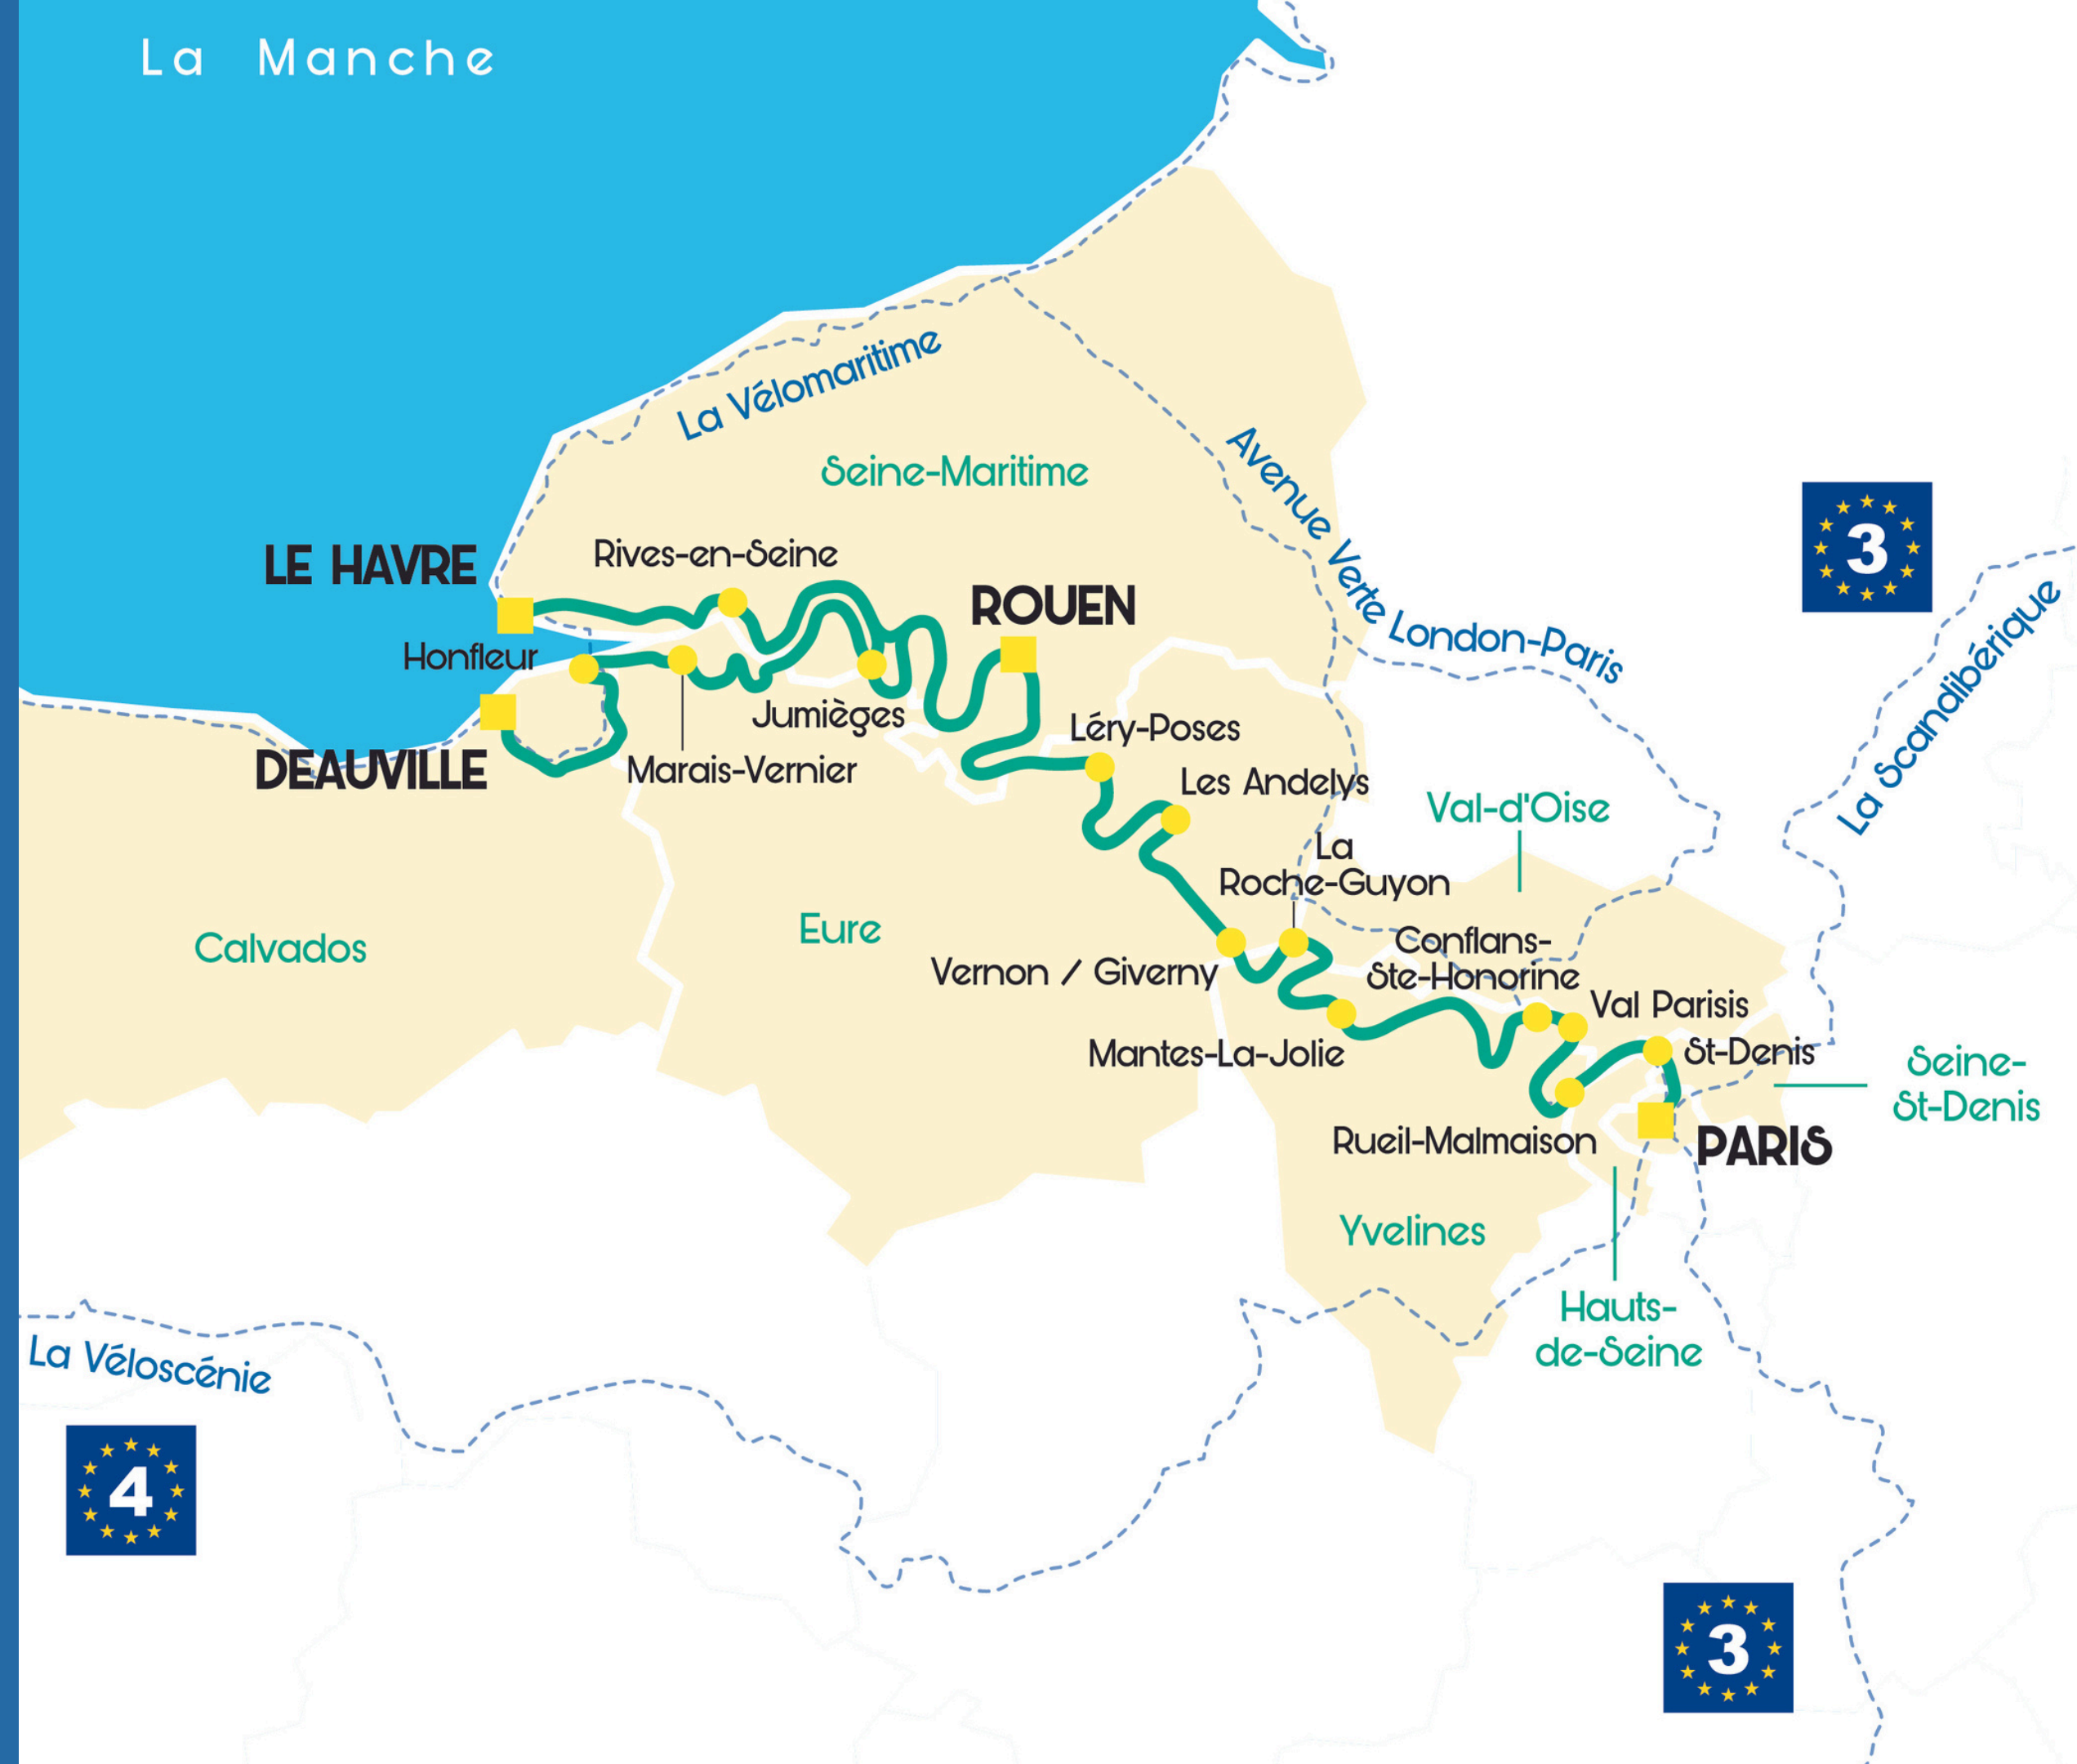 La Manche
La Vélomaritime
Seine-Maritime
Avenue Verte London-Paris
3
LE HAVRE
Rives-en-Seine
ROUEN
La Scandibérique
Honfleur
Jumièges
Léry-Poses
DEAUVILLE
Marais-Vernier
Les Andelys
Val-d'Oise
La
Roche-Guyon
Calvados
Eure
Conflans-
Ste-Honorine
Vernon / Giverny
Val Parisis
Mantes-La-Jolie
St-Denis
Seine-
St-Denis
Rueil-Malmaison
PARIS
Yvelines
Hauts-
de-Seine
La Véloscénie
4
3